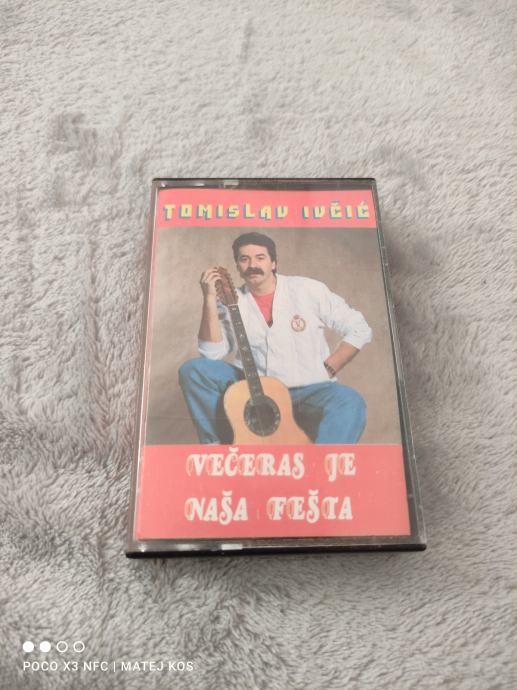 TOMISLAV IVČIĆ
VEČERAS JE
NAŠA FEŠTA
POCO X3 NFC | MATEJ KOS